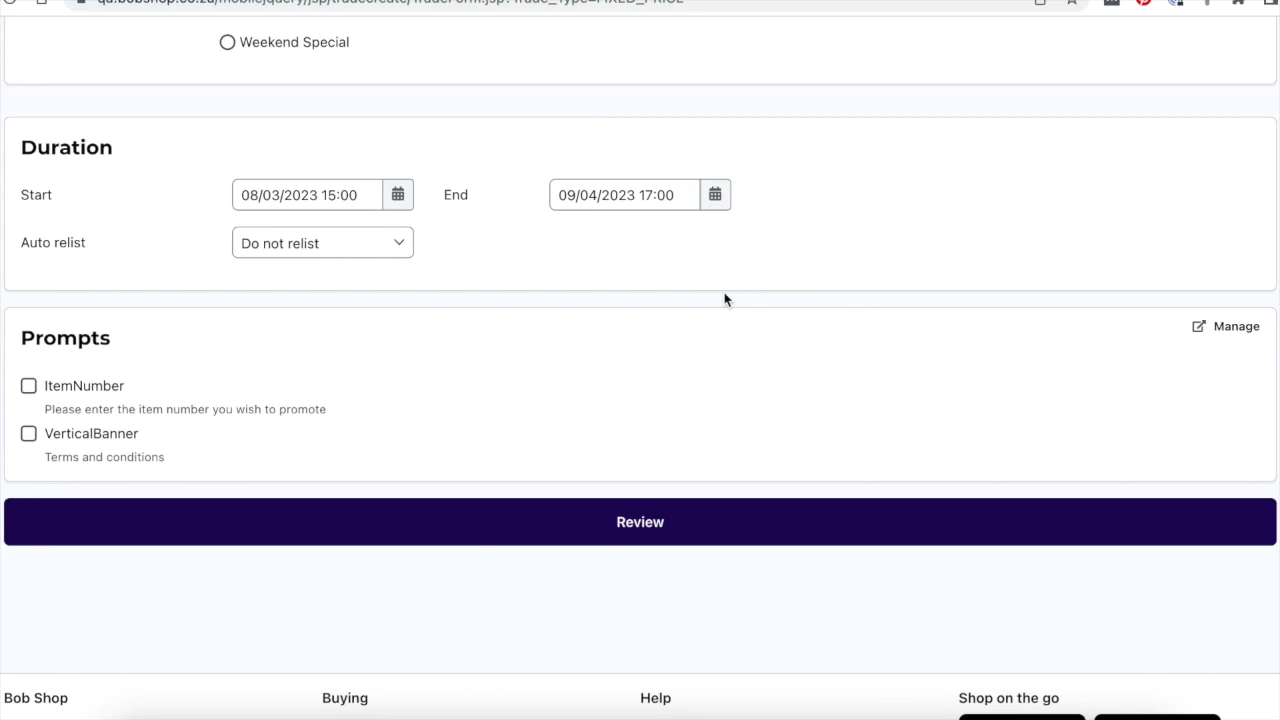 Weekend Special
Duration
Start 08/03/2023 15:00 End 09/04/2023 17:00
Auto relist Do not relist
Prompts
Manage
ItemNumber
Please enter the item number you wish to promote
VerticalBanner
Terms and conditions
Review
Bob Shop Buying Help Shop on the go